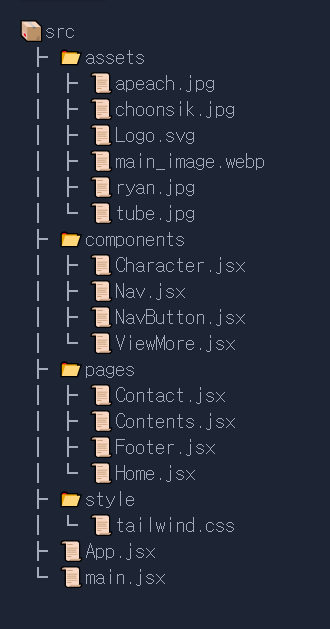 src
assets
apeach.jpg
choonsik.jpg
Logo.svg
main_image.webp
ryan.jpg
tube.jpg
components
Character.jsx
Nav.jsx
NavButton.jsx
ViewMore.jsx
pages
Contact.jsx
Contents.jsx
Footer.jsx
Home.jsx
style
tailwind.css
App.jsx
main.jsx